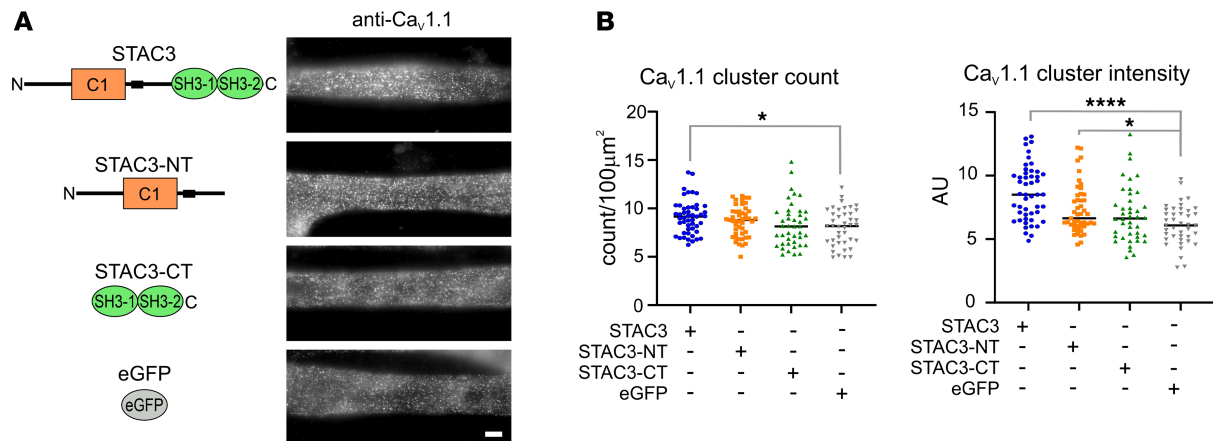 A
anti-CaV1.1
STAC3
N C1 SH3-1 SH3-2 C
STAC3-NT
N C1
STAC3-CT
SH3-1 SH3-2 C
eGFP
eGFP
B
CaV1.1 cluster count
*
count/100μm²
20
15
10
5
0
STAC3 + - - -
STAC3-NT - + - -
STAC3-CT - - + -
eGFP - - - +
CaV1.1 cluster intensity
****
*
AU
15
10
5
0
STAC3 + - - -
STAC3-NT - + - -
STAC3-CT - - + -
eGFP - - - +